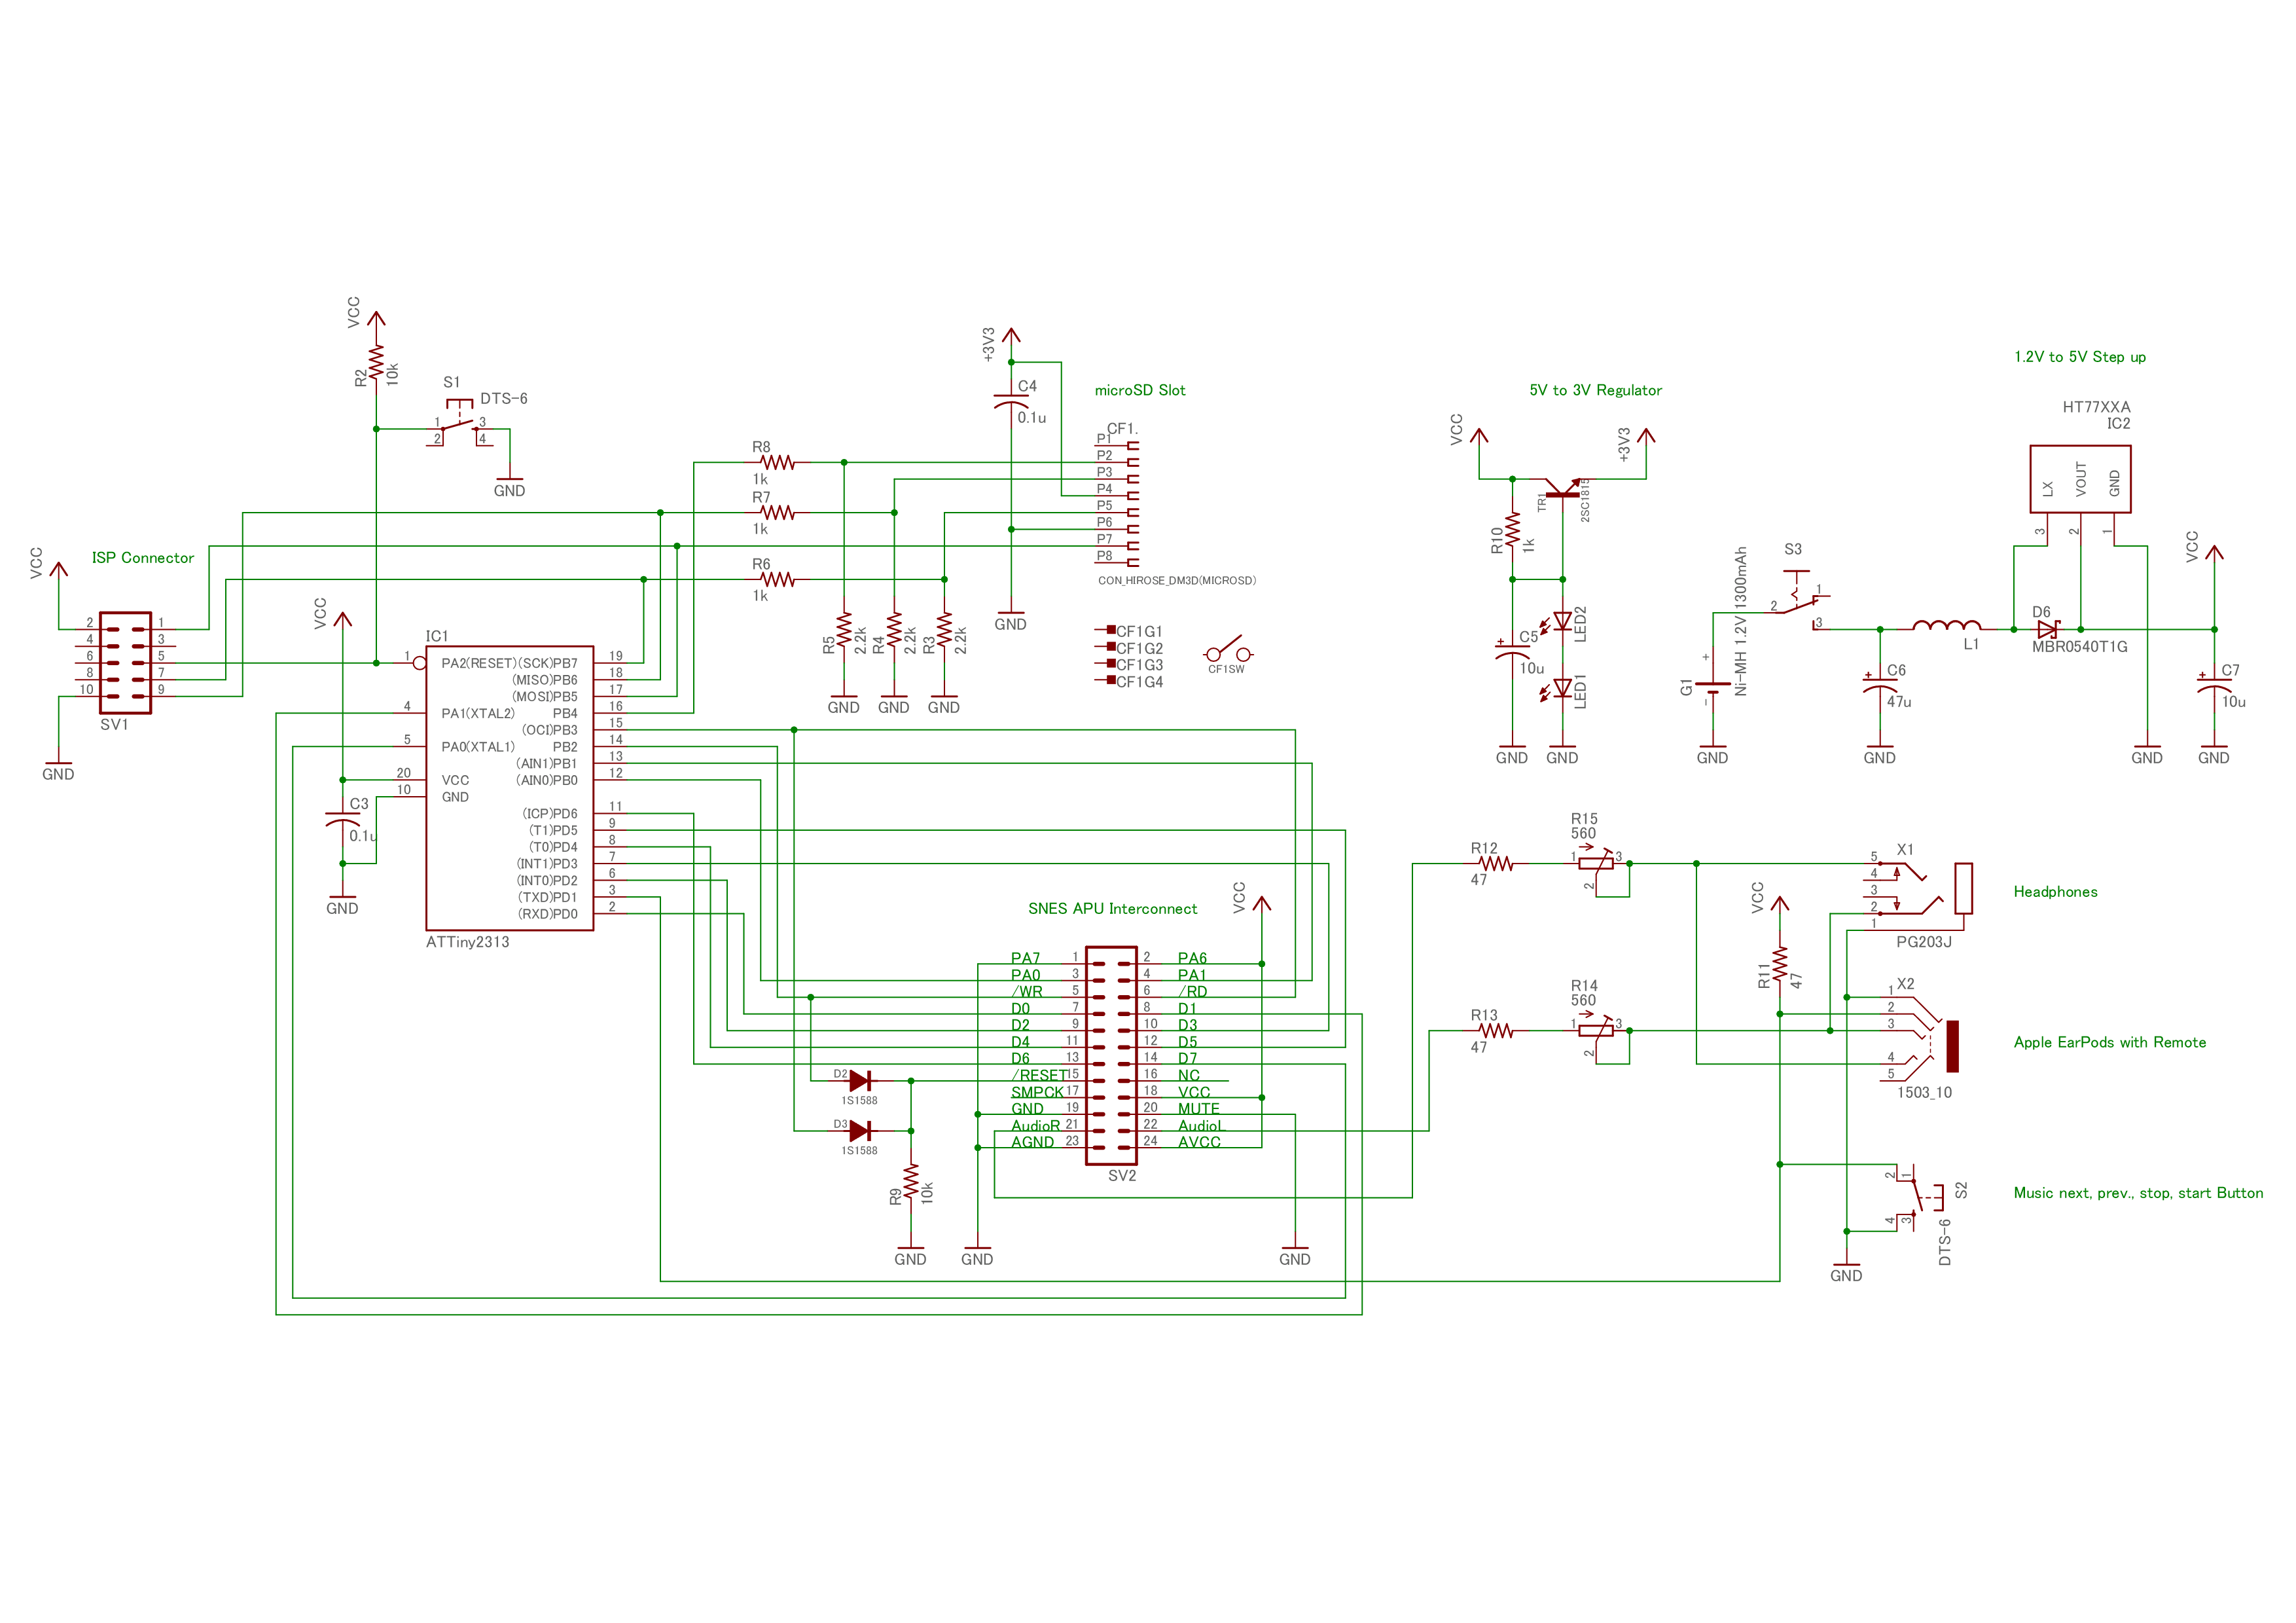 VCC
R2
10k
S1
DTS-6
1
2
3
4
GND
+3V3
C4
0.1u
microSD Slot
CF1.
P1
P2
P3
P4
P5
P6
P7
P8
CON_HIROSE_DM3D(MICROSD)
GND
CF1G1
CF1G2
CF1G3
CF1G4
CF1SW
R8
1k
R7
1k
R6
1k
R5
2.2k
R4
2.2k
R3
2.2k
GND
GND
GND
5V to 3V Regulator
VCC
+3V3
TR1
2SC1815
R10
1k
C5
10u
LED2
LED1
GND
GND
1.2V to 5V Step up
HT77XXA
IC2
LX
VOUT
GND
3
2
1
VCC
S3
1
2
3
G1
Ni-MH 1.2V 1300mAh
+
-
L1
D6
MBR0540T1G
C6
47u
C7
10u
GND
GND
GND
GND
ISP Connector
VCC
2
4
6
8
10
1
3
5
7
9
SV1
GND
VCC
C3
0.1u
GND
IC1
1
4
5
20
10
PA2(RESET)
PA1(XTAL2)
PA0(XTAL1)
VCC
GND
(SCK)PB7
(MISO)PB6
(MOSI)PB5
PB4
(OCI)PB3
PB2
(AIN1)PB1
(AIN0)PB0
(ICP)PD6
(T1)PD5
(T0)PD4
(INT1)PD3
(INT0)PD2
(TXD)PD1
(RXD)PD0
19
18
17
16
15
14
13
12
11
9
8
7
6
3
2
ATTiny2313
SNES APU Interconnect
VCC
PA7 1 2 PA6
PA0 3 4 PA1
/WR 5 6 /RD
D0 7 8 D1
D2 9 10 D3
D4 11 12 D5
D6 13 14 D7
/RESET 15 16 NC
SMPCK 17 18 VCC
GND 19 20 MUTE
AudioR 21 22 AudioL
AGND 23 24 AVCC
SV2
D2
1S1588
D3
1S1588
R9
10k
GND
GND
GND
R12
47
R15
560
1
3
2
R13
47
R14
560
1
3
2
VCC
R11
47
X1
5
4
3
2
1
PG203J
Headphones
X2
1
2
3
4
5
1503_10
Apple EarPods with Remote
2
1
4
3
S2
DTS-6
Music next, prev., stop, start Button
GND